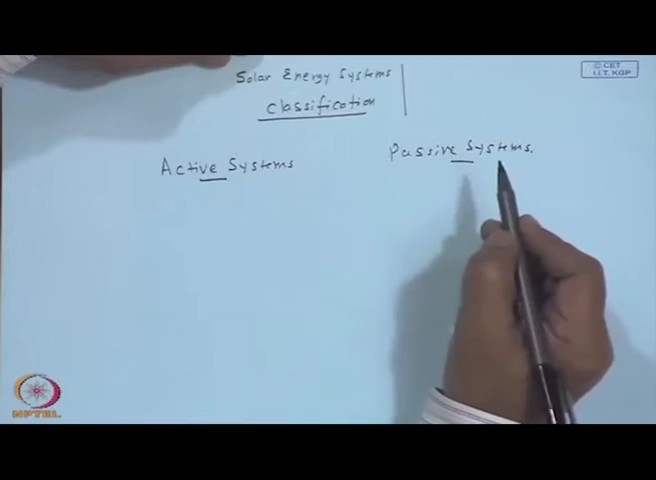 © CET
I.I.T. KGP
Solar Energy Systems
Classification
Active Systems
Passive Systems.
NPTEL